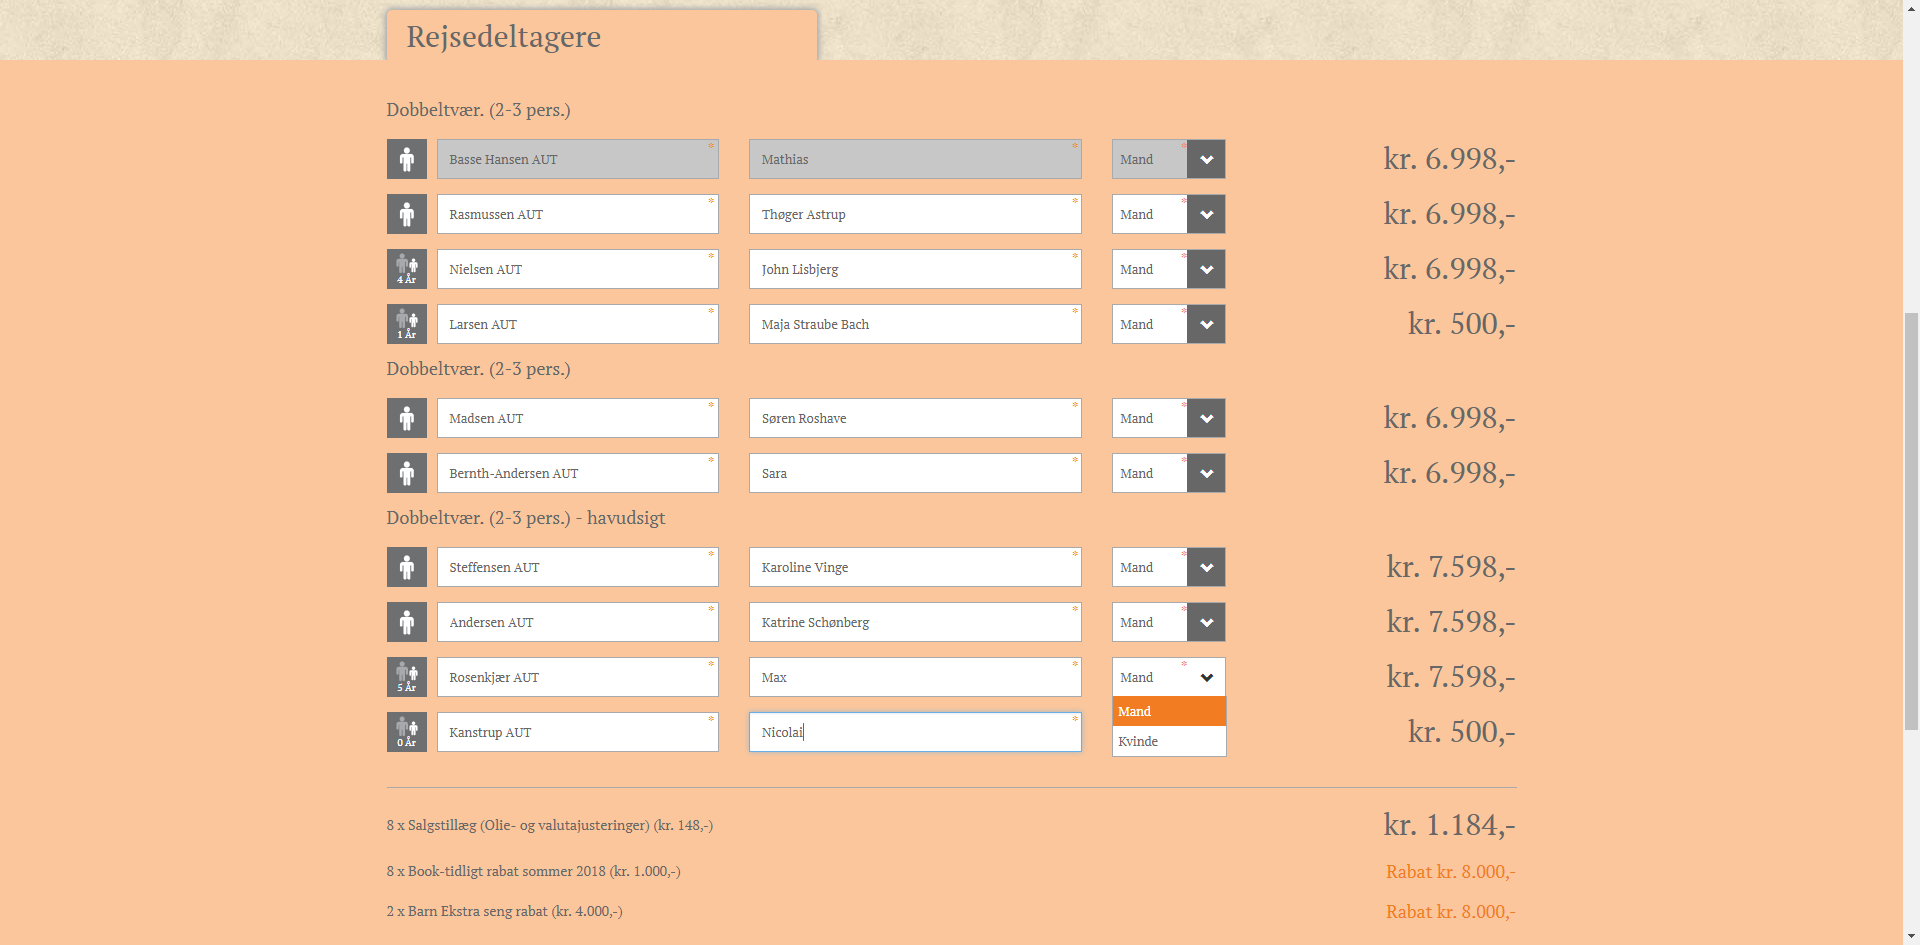 Rejsedeltagere
Dobbeltvær. (2-3 pers.)
Basse Hansen AUT * Mathias * Mand * kr. 6.998,-
Rasmussen AUT * Thøger Astrup * Mand * kr. 6.998,-
4 År Nielsen AUT * John Lisbjerg * Mand * kr. 6.998,-
1 År Larsen AUT * Maja Straube Bach * Mand * kr. 500,-
Dobbeltvær. (2-3 pers.)
Madsen AUT * Søren Roshave * Mand * kr. 6.998,-
Bernth-Andersen AUT * Sara * Mand * kr. 6.998,-
Dobbeltvær. (2-3 pers.) - havudsigt
Steffensen AUT * Karoline Vinge * Mand * kr. 7.598,-
Andersen AUT * Katrine Schønberg * Mand * kr. 7.598,-
5 År Rosenkjær AUT * Max * Mand * kr. 7.598,-
Mand
0 År Kanstrup AUT * Nicolai * kr. 500,-
Kvinde
8 x Salgstillæg (Olie- og valutajusteringer) (kr. 148,-) kr. 1.184,-
8 x Book-tidligt rabat sommer 2018 (kr. 1.000,-) Rabat kr. 8.000,-
2 x Barn Ekstra seng rabat (kr. 4.000,-) Rabat kr. 8.000,-